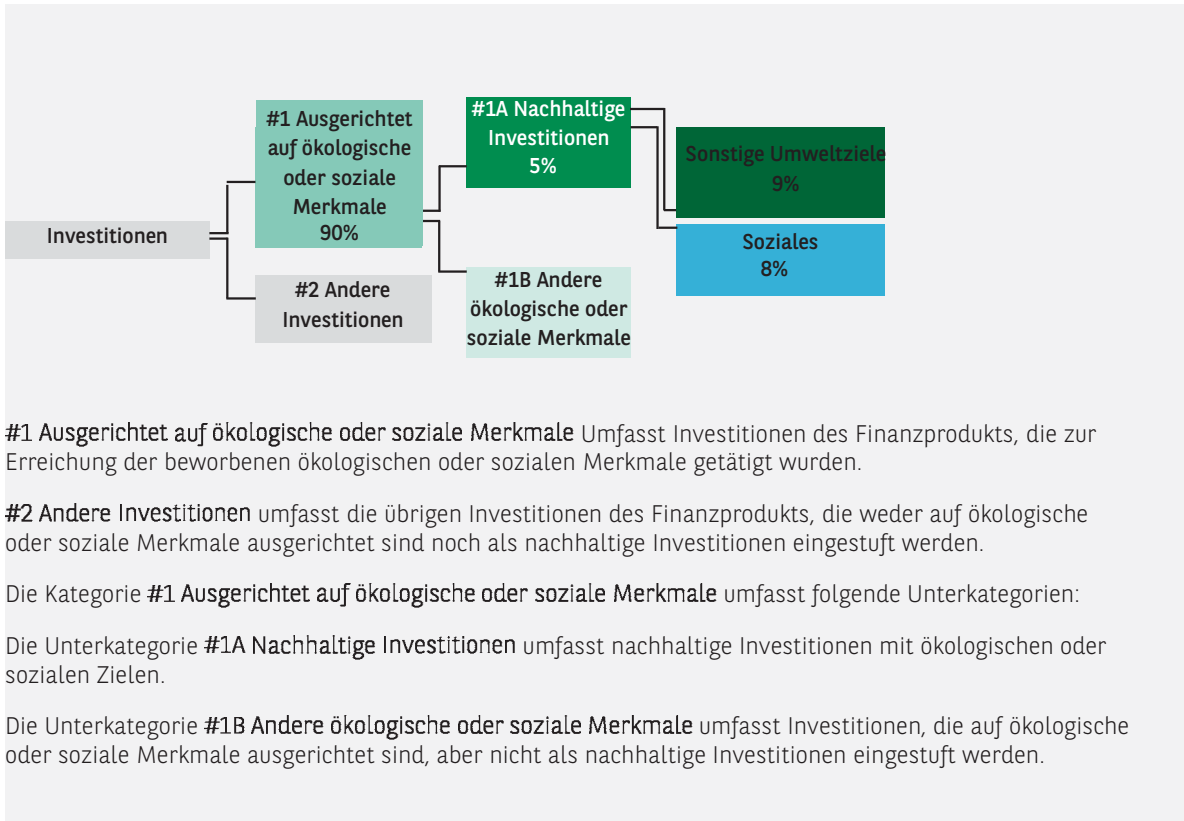 Investitionen
#1 Ausgerichtet
auf ökologische
oder soziale
Merkmale
90%
#2 Andere
Investitionen
#1A Nachhaltige
Investitionen
5%
#1B Andere
ökologische oder
soziale Merkmale
Sonstige Umweltziele
9%
Soziales
8%
#1 Ausgerichtet auf ökologische oder soziale Merkmale Umfasst Investitionen des Finanzprodukts, die zur
Erreichung der beworbenen ökologischen oder sozialen Merkmale getätigt wurden.
#2 Andere Investitionen umfasst die übrigen Investitionen des Finanzprodukts, die weder auf ökologische
oder soziale Merkmale ausgerichtet sind noch als nachhaltige Investitionen eingestuft werden.
Die Kategorie #1 Ausgerichtet auf ökologische oder soziale Merkmale umfasst folgende Unterkategorien:
Die Unterkategorie #1A Nachhaltige Investitionen umfasst nachhaltige Investitionen mit ökologischen oder
sozialen Zielen.
Die Unterkategorie #1B Andere ökologische oder soziale Merkmale umfasst Investitionen, die auf ökologische
oder soziale Merkmale ausgerichtet sind, aber nicht als nachhaltige Investitionen eingestuft werden.